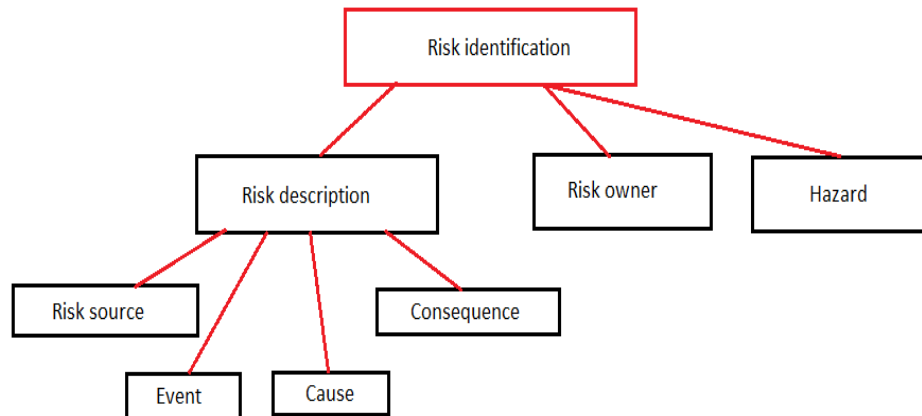 Risk identification
Risk description
Risk owner
Hazard
Risk source
Consequence
Event
Cause